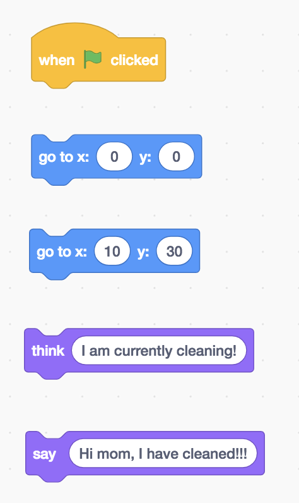 when clicked
go to x: 0 y: 0
go to x: 10 y: 30
think I am currently cleaning!
say Hi mom, I have cleaned!!!